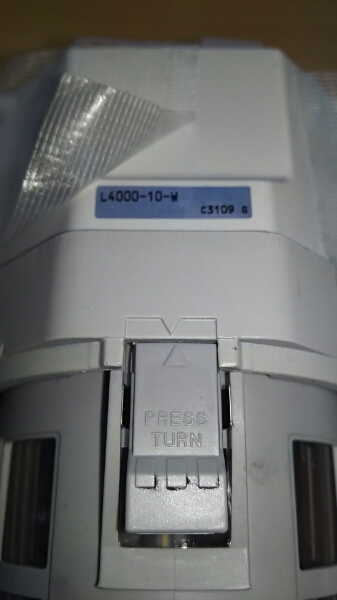 L4000-10-W
C3109 G
PRESS
TURN